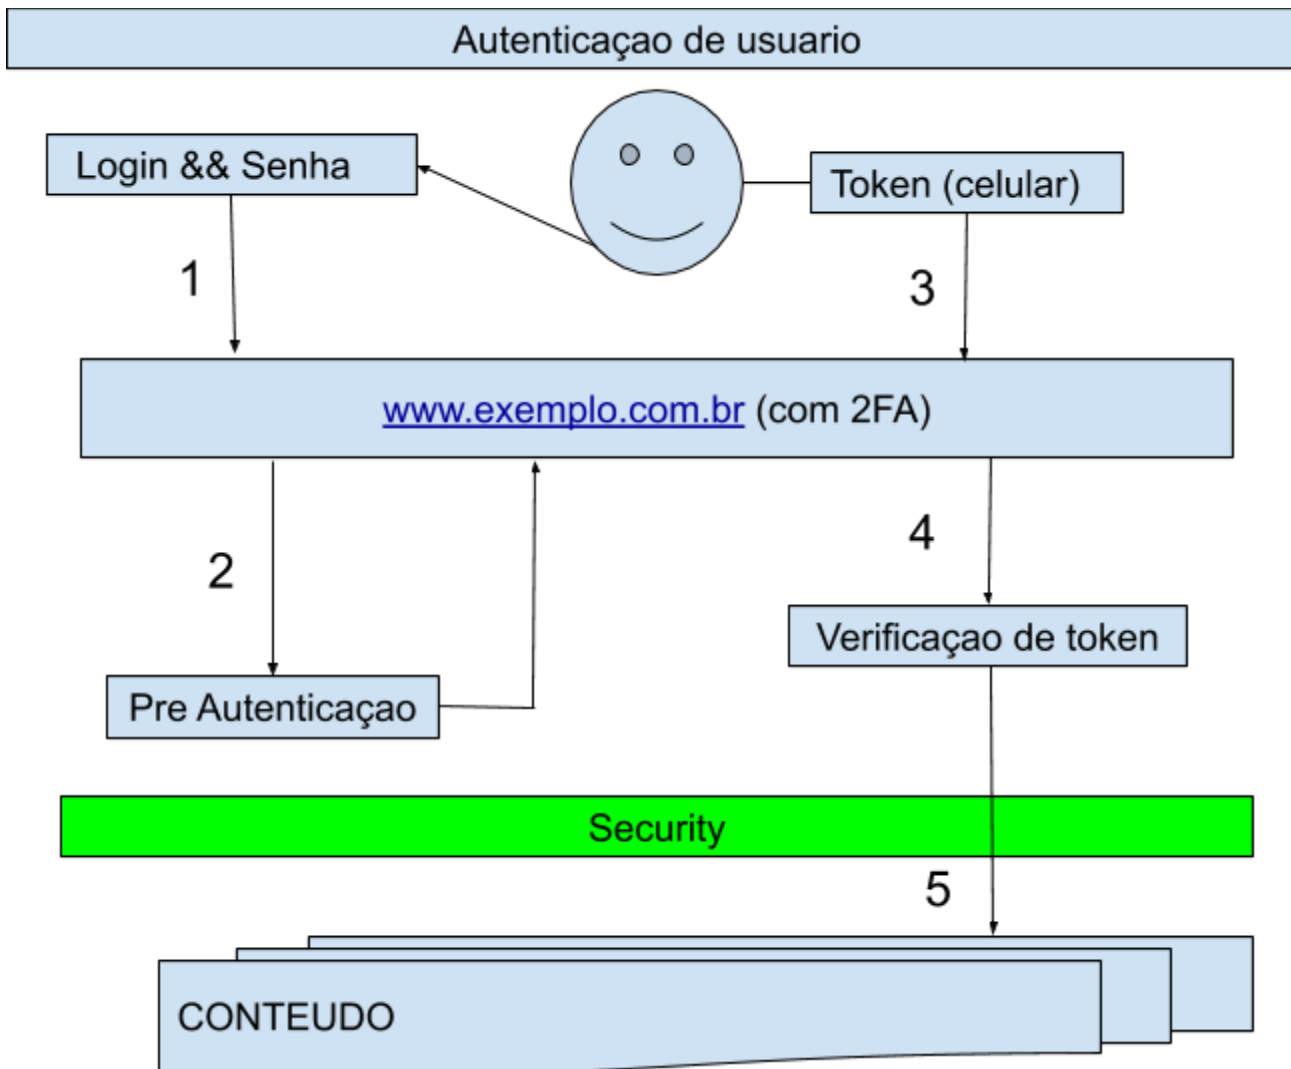 Autenticaçao de usuario
Login && Senha
Token (celular)
1
3
www.exemplo.com.br (com 2FA)
2
4
Verificaçao de token
Pre Autenticaçao
Security
5
CONTEUDO